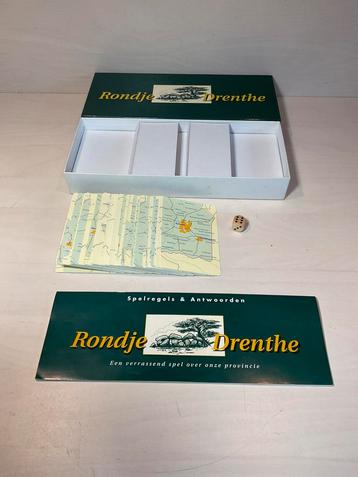 Rondje Drenthe
Spelregels & Antwoorden
Rondje Drenthe
Een verrassend spel over onze provincie